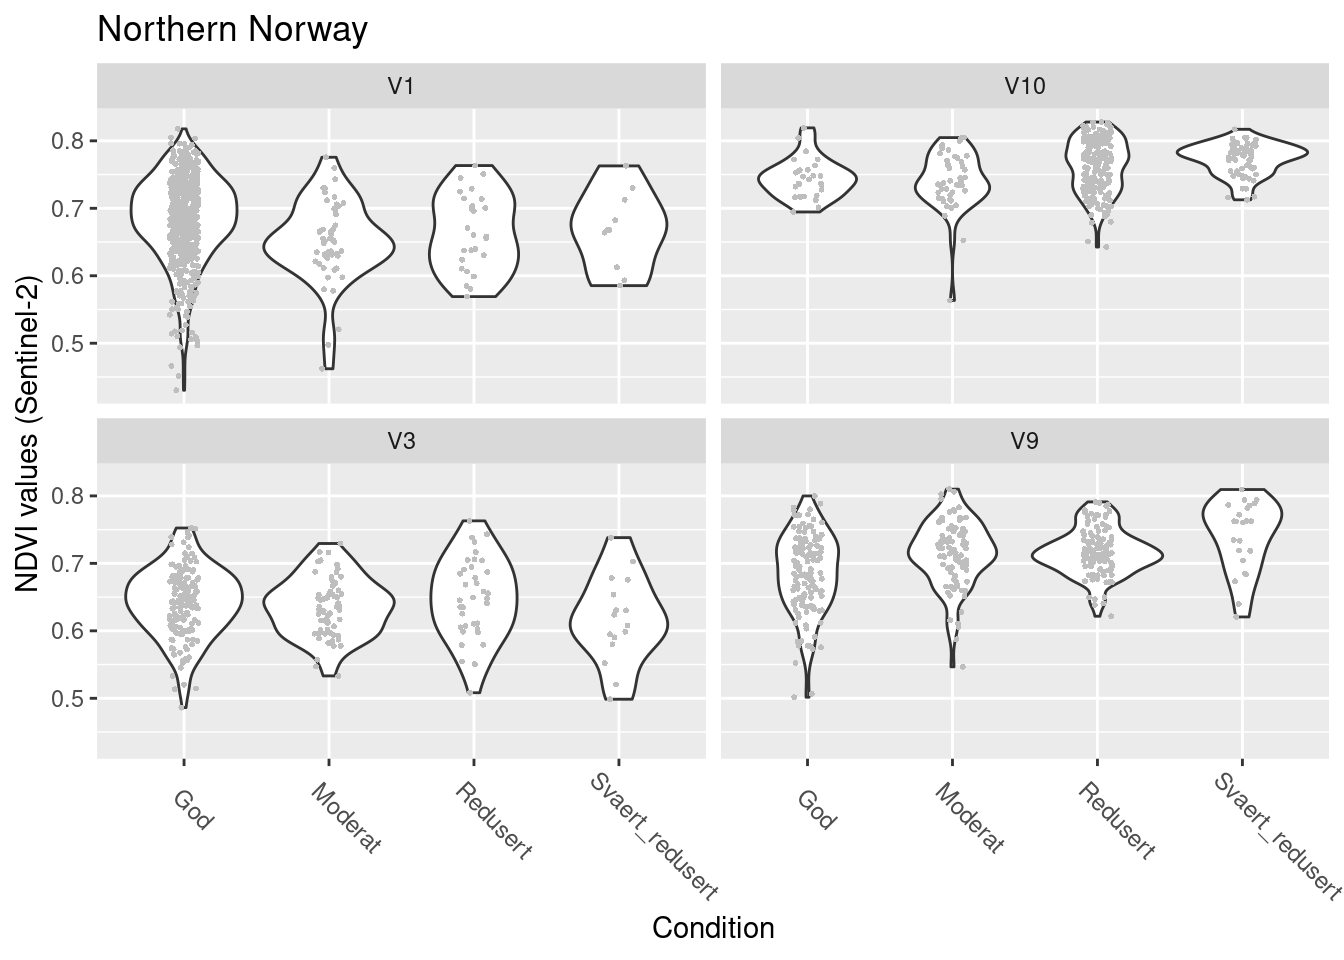 Northern Norway
V1
V10
0.8
0.7
0.6
0.5
V3
V9
0.8
0.7
0.6
0.5
NDVI values (Sentinel-2)
God
Moderat
Redusert
Svaert_redusert
God
Moderat
Redusert
Svaert_redusert
Condition